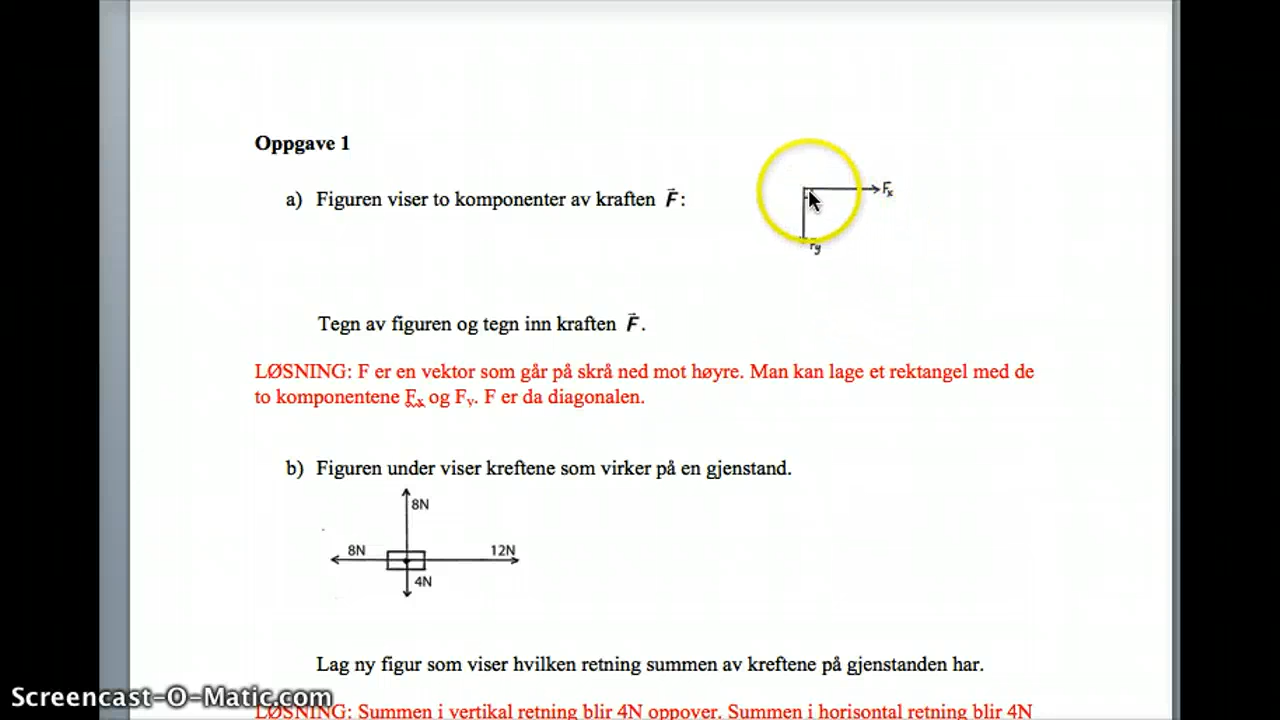 Oppgave 1
a) Figuren viser to komponenter av kraften F⃗:
Fx
Fy
Tegn av figuren og tegn inn kraften F⃗.
LØSNING: F er en vektor som går på skrå ned mot høyre. Man kan lage et rektangel med de
to komponentene Fx og Fy. F er da diagonalen.
b) Figuren under viser kreftene som virker på en gjenstand.
8N
8N
12N
4N
Lag ny figur som viser hvilken retning summen av kreftene på gjenstanden har.
LØSNING: Summen i vertikal retning blir 4N oppover. Summen i horisontal retning blir 4N
Screencast-O-Matic.com